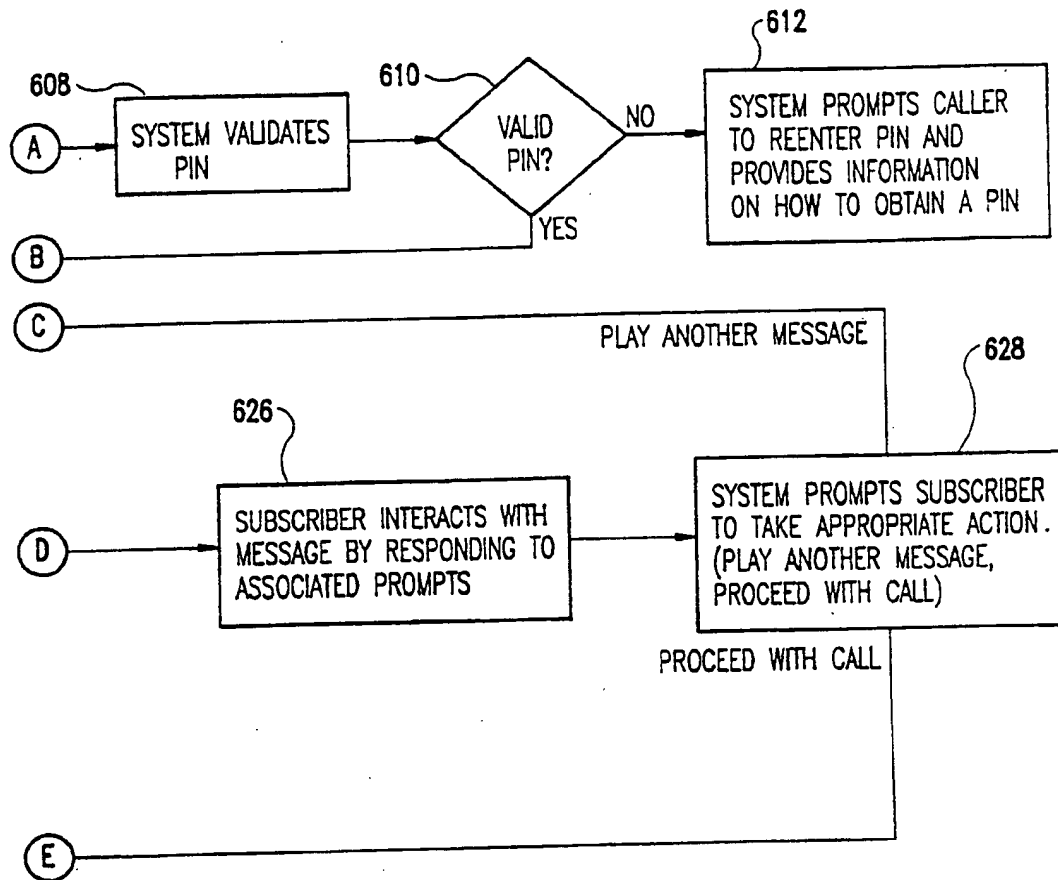 608
610
612
A
SYSTEM VALIDATES
PIN
VALID
PIN?
NO
YES
SYSTEM PROMPTS CALLER
TO REENTER PIN AND
PROVIDES INFORMATION
ON HOW TO OBTAIN A PIN
B
C
PLAY ANOTHER MESSAGE
628
626
D
SUBSCRIBER INTERACTS WITH
MESSAGE BY RESPONDING TO
ASSOCIATED PROMPTS
SYSTEM PROMPTS SUBSCRIBER
TO TAKE APPROPRIATE ACTION.
(PLAY ANOTHER MESSAGE,
PROCEED WITH CALL)
PROCEED WITH CALL
E